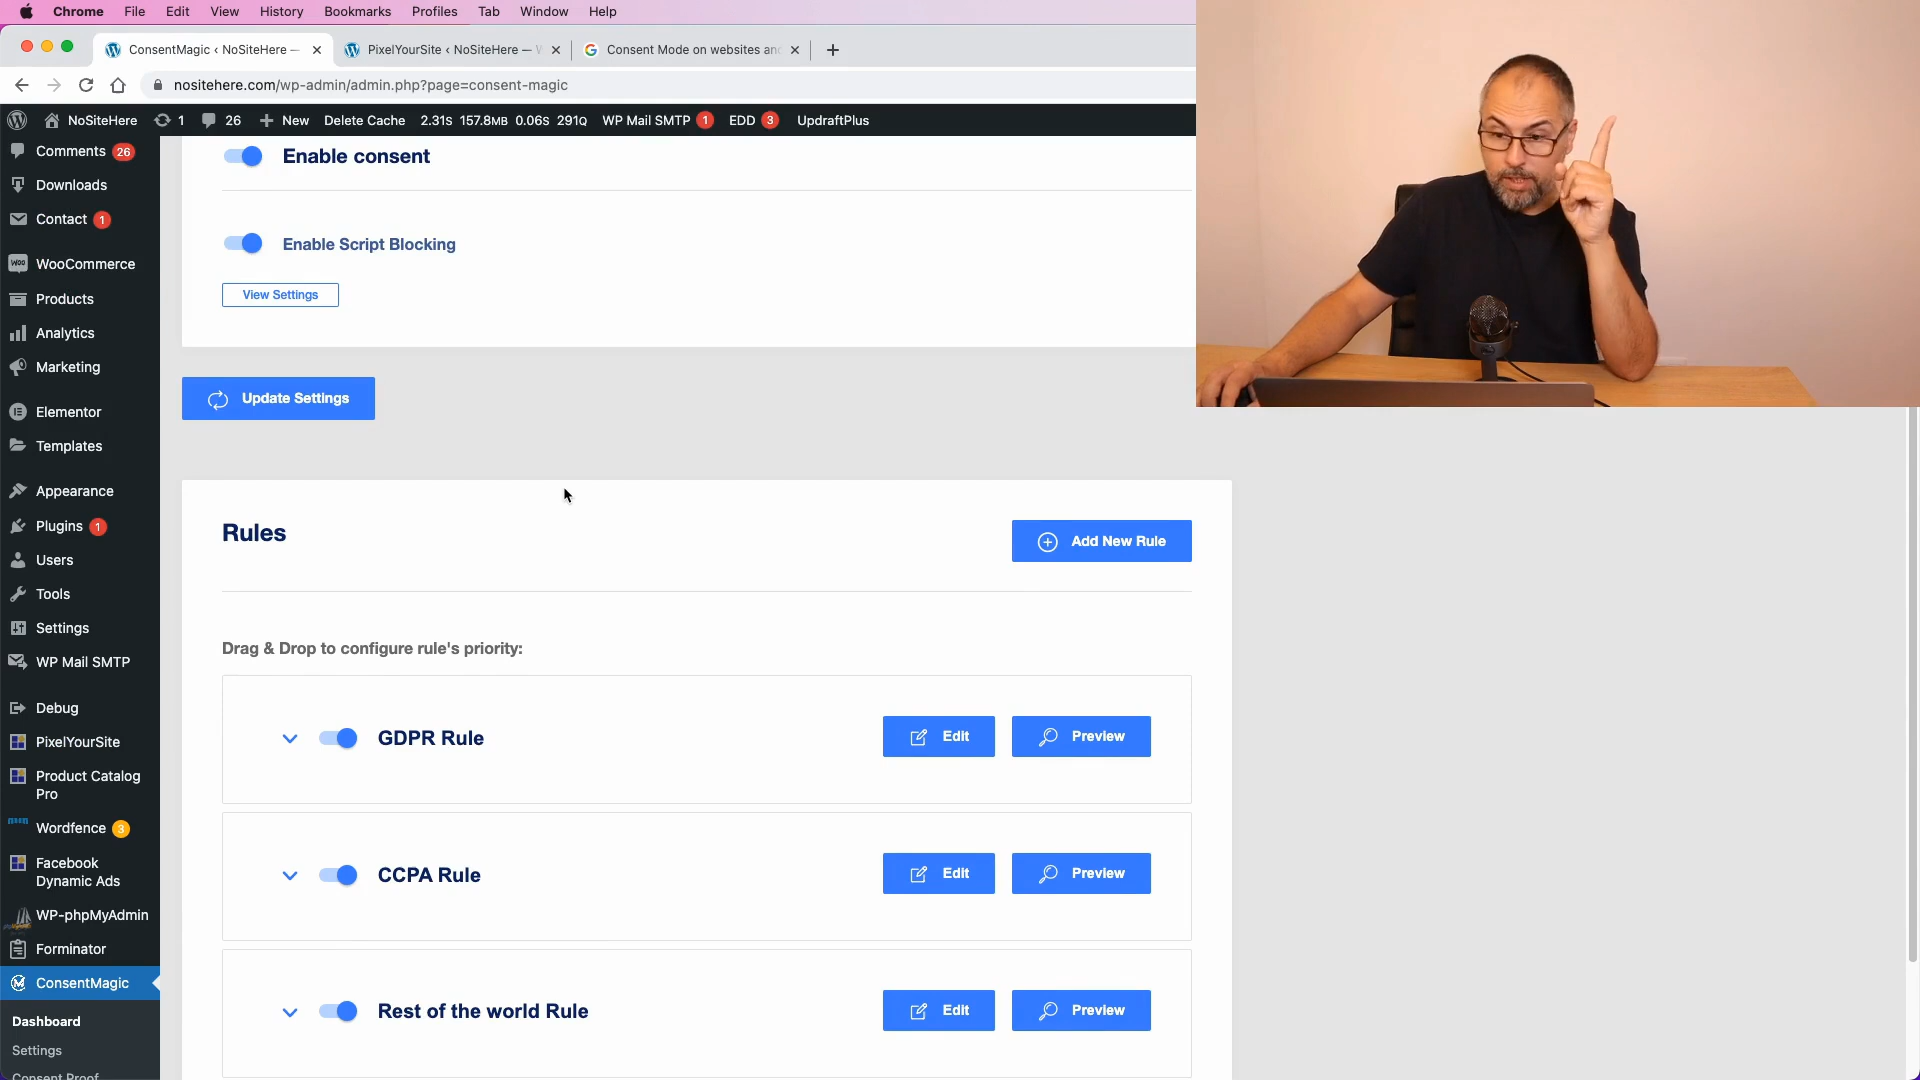 Chrome File Edit View History Bookmarks Profiles Tab Window Help
ConsentMagic ‹ NoSiteHere —
PixelYourSite ‹ NoSiteHere —
Consent Mode on websites an
nositehere.com/wp-admin/admin.php?page=consent-magic
NoSiteHere 1 26 New Delete Cache 2.31S 157.8MB 0.06S 291Q WP Mail SMTP 1 EDD 3 UpdraftPlus
Comments 26
Downloads
Contact 1
WooCommerce
Products
Analytics
Marketing
Elementor
Templates
Appearance
Plugins 1
Users
Tools
Settings
WP Mail SMTP
Debug
PixelYourSite
Product Catalog
Pro
Wordfence 3
Facebook
Dynamic Ads
WP-phpMyAdmin
Forminator
ConsentMagic
Dashboard
Settings
Consent Proof
Enable consent
Enable Script Blocking
View Settings
Update Settings
Rules
Add New Rule
Drag & Drop to configure rule's priority:
GDPR Rule
Edit
Preview
CCPA Rule
Edit
Preview
Rest of the world Rule
Edit
Preview